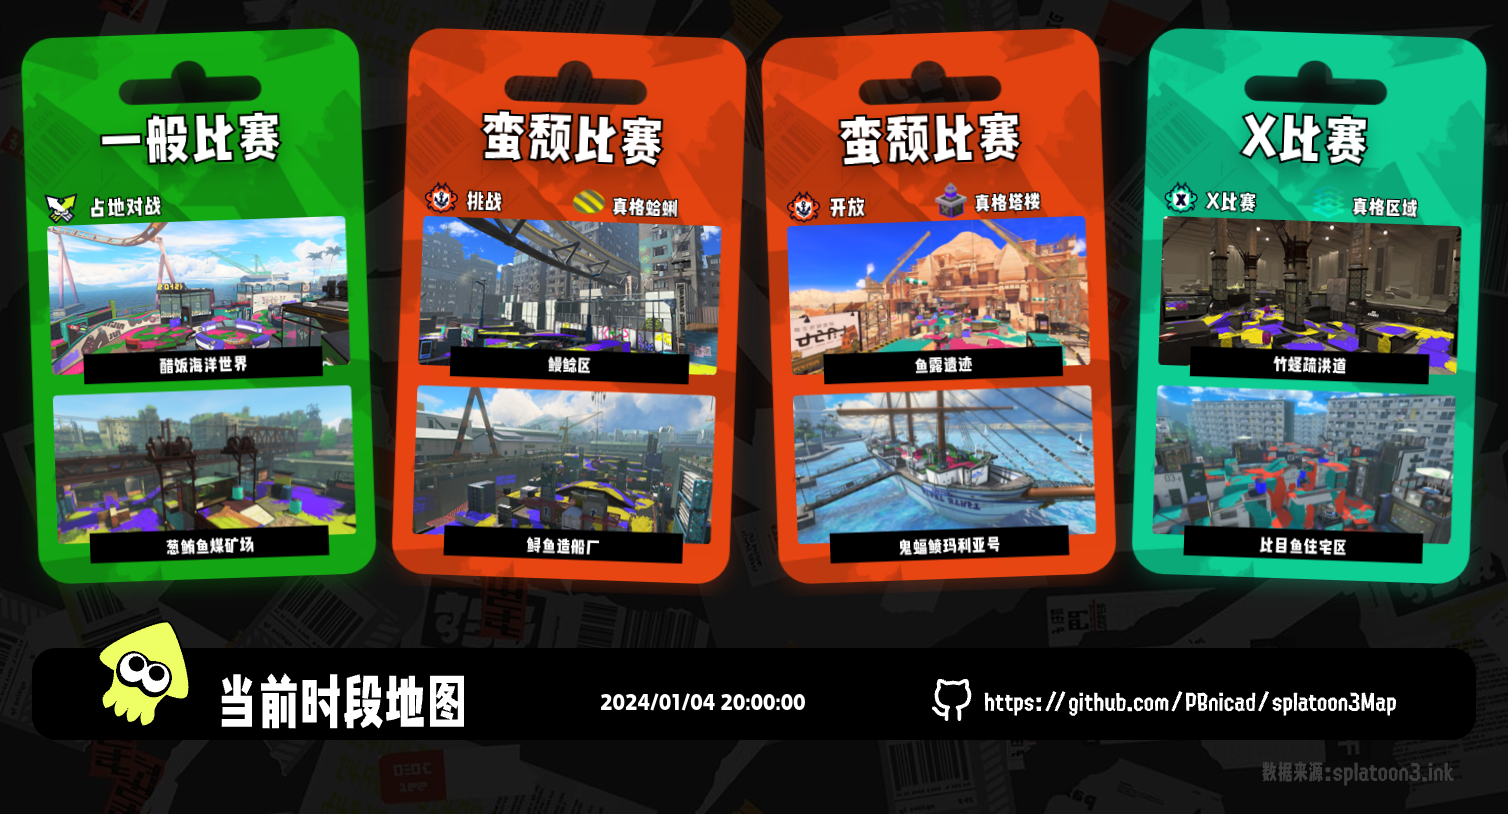 一般比赛
占地对战
醋饭海洋世界
葱鲔鱼煤矿场
蛮颓比赛
挑战
真格蛤蜊
鳗鲶区
鲟鱼造船厂
蛮颓比赛
开放
真格塔楼
鱼露遗迹
鬼蝠鲼玛利亚号
X比赛
X比赛
真格区域
竹蛏疏洪道
比目鱼住宅区
当前时段地图
2024/01/04 20:00:00
https://github.com/PBnicad/splatoon3Map
数据来源:splatoon3.ink